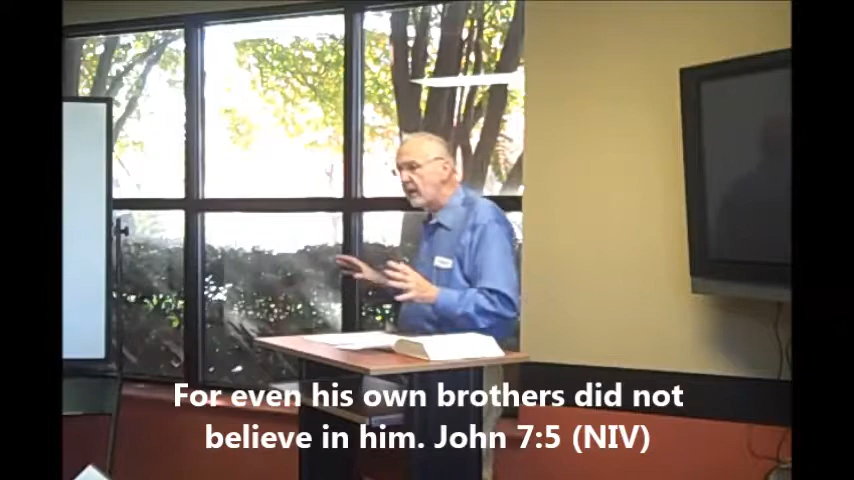 For even his own brothers did not
believe in him. John 7:5 (NIV)